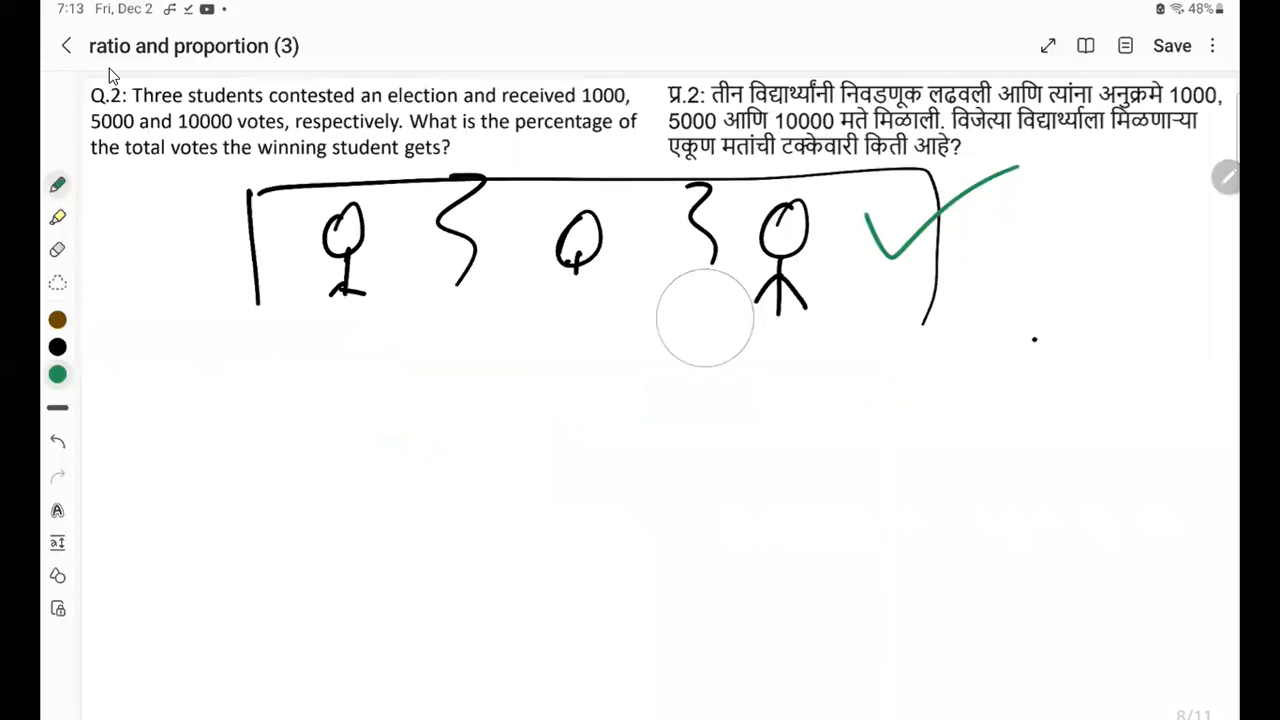 7:13 Fri, Dec 2
48%
ratio and proportion (3)
Save
Q.2: Three students contested an election and received 1000,
5000 and 10000 votes, respectively. What is the percentage of
the total votes the winning student gets?
प्र.2: तीन विद्यार्थ्यांनी निवडणूक लढवली आणि त्यांना अनुक्रमे 1000,
5000 आणि 10000 मते मिळाली. विजेत्या विद्यार्थ्याला मिळणाऱ्या
एकूण मतांची टक्केवारी किती आहे?
8/11